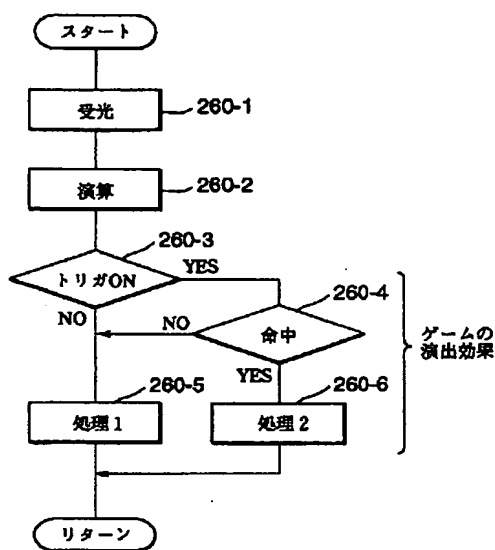 スタート
受光
260-1
演算
260-2
260-3
トリガON
YES
260-4
NO
NO
命中
YES
ゲームの
演出効果
260-5
260-6
処理1
処理2
リターン